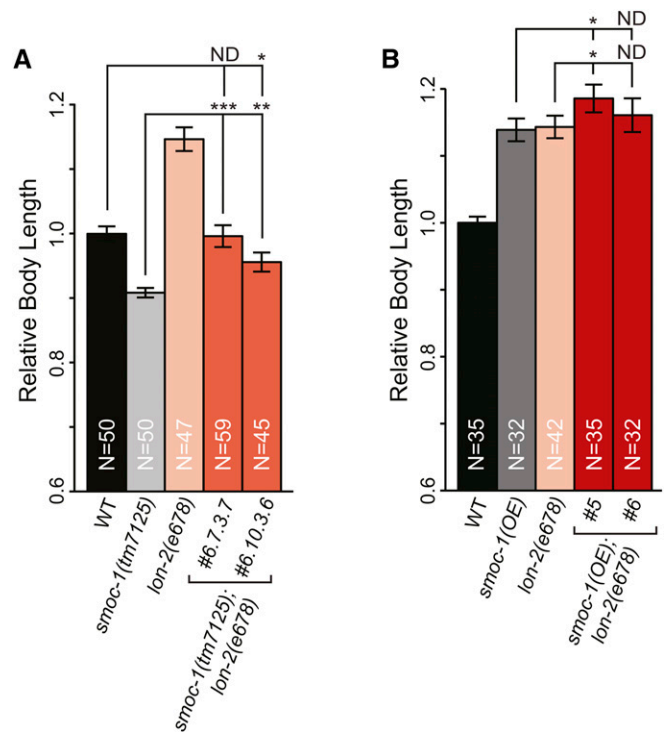 A
ND *
*** **
Relative Body Length
1.2
1.0
0.8
0.6
N=50
N=50
N=47
N=59
N=45
WT
smoc-1(tm7125)
lon-2(e678)
#6.7.3.7
#6.10.3.6
smoc-1(tm7125);
lon-2(e678)
B
* ND
* ND
Relative Body Length
1.2
1.0
0.8
0.6
N=35
N=32
N=42
N=35
N=32
WT
smoc-1(OE)
lon-2(e678)
#5
#6
smoc-1(OE);
lon-2(e678)